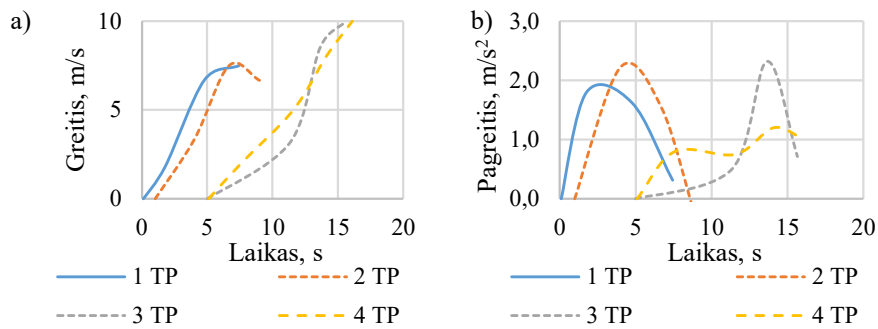 a)
Greitis, m/s
10
5
0
0 5 10 15 20
Laikas, s
1 TP 2 TP
3 TP 4 TP
b)
Pagreitis, m/s²
3,0
2,0
1,0
0,0
0 5 10 15 20
Laikas, s
1 TP 2 TP
3 TP 4 TP